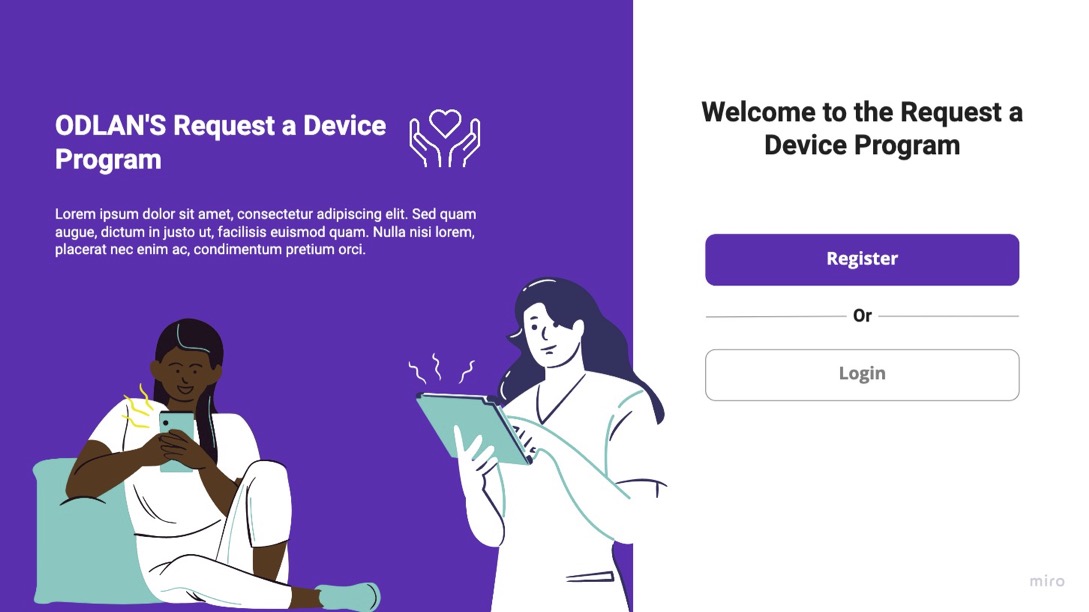 ODLAN'S Request a Device
Program
Lorem ipsum dolor sit amet, consectetur adipiscing elit. Sed quam
augue, dictum in justo ut, facilisis euismod quam. Nulla nisi lorem,
placerat nec enim ac, condimentum pretium orci.
Welcome to the Request a
Device Program
Register
Or
Login
miro